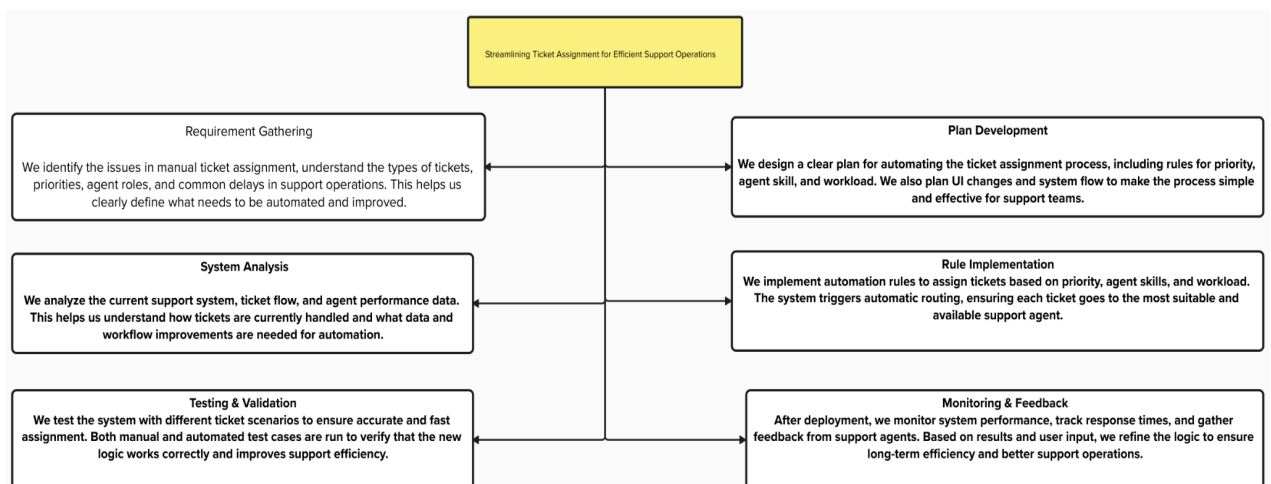 Streamlining Ticket Assignment for Efficient Support Operations
Requirement Gathering
We identify the issues in manual ticket assignment, understand the types of tickets,
priorities, agent roles, and common delays in support operations. This helps us
clearly define what needs to be automated and improved.
Plan Development
We design a clear plan for automating the ticket assignment process, including rules for priority,
agent skill, and workload. We also plan UI changes and system flow to make the process simple
and effective for support teams.
System Analysis
We analyze the current support system, ticket flow, and agent performance data.
This helps us understand how tickets are currently handled and what data and
workflow improvements are needed for automation.
Rule Implementation
We implement automation rules to assign tickets based on priority, agent skills, and workload.
The system triggers automatic routing, ensuring each ticket goes to the most suitable and
available support agent.
Testing & Validation
We test the system with different ticket scenarios to ensure accurate and fast
assignment. Both manual and automated test cases are run to verify that the new
logic works correctly and improves support efficiency.
Monitoring & Feedback
After deployment, we monitor system performance, track response times, and gather
feedback from support agents. Based on results and user input, we refine the logic to ensure
long-term efficiency and better support operations.